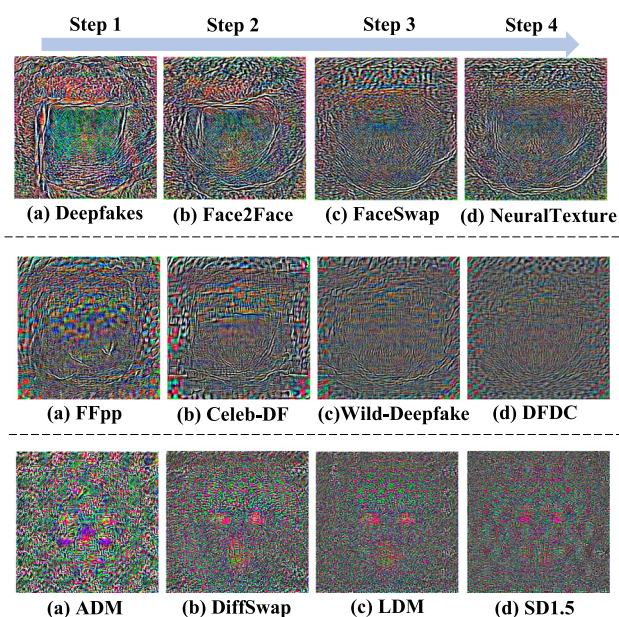 Step 1 Step 2 Step 3 Step 4
(a) Deepfakes (b) Face2Face (c) FaceSwap (d) NeuralTexture
(a) FFpp (b) Celeb-DF (c)Wild-Deepfake (d) DFDC
(a) ADM (b) DiffSwap (c) LDM (d) SD1.5